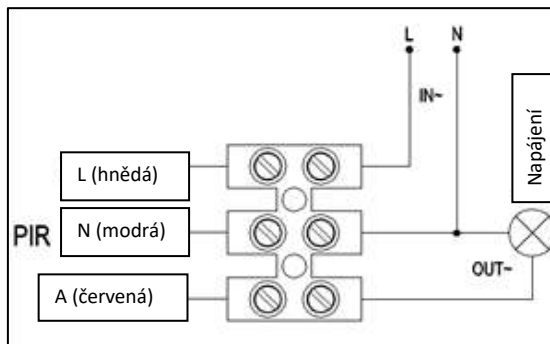 L N
IN~
Napájení
L (hnědá)
PIR N (modrá)
OUT~
A (červená)